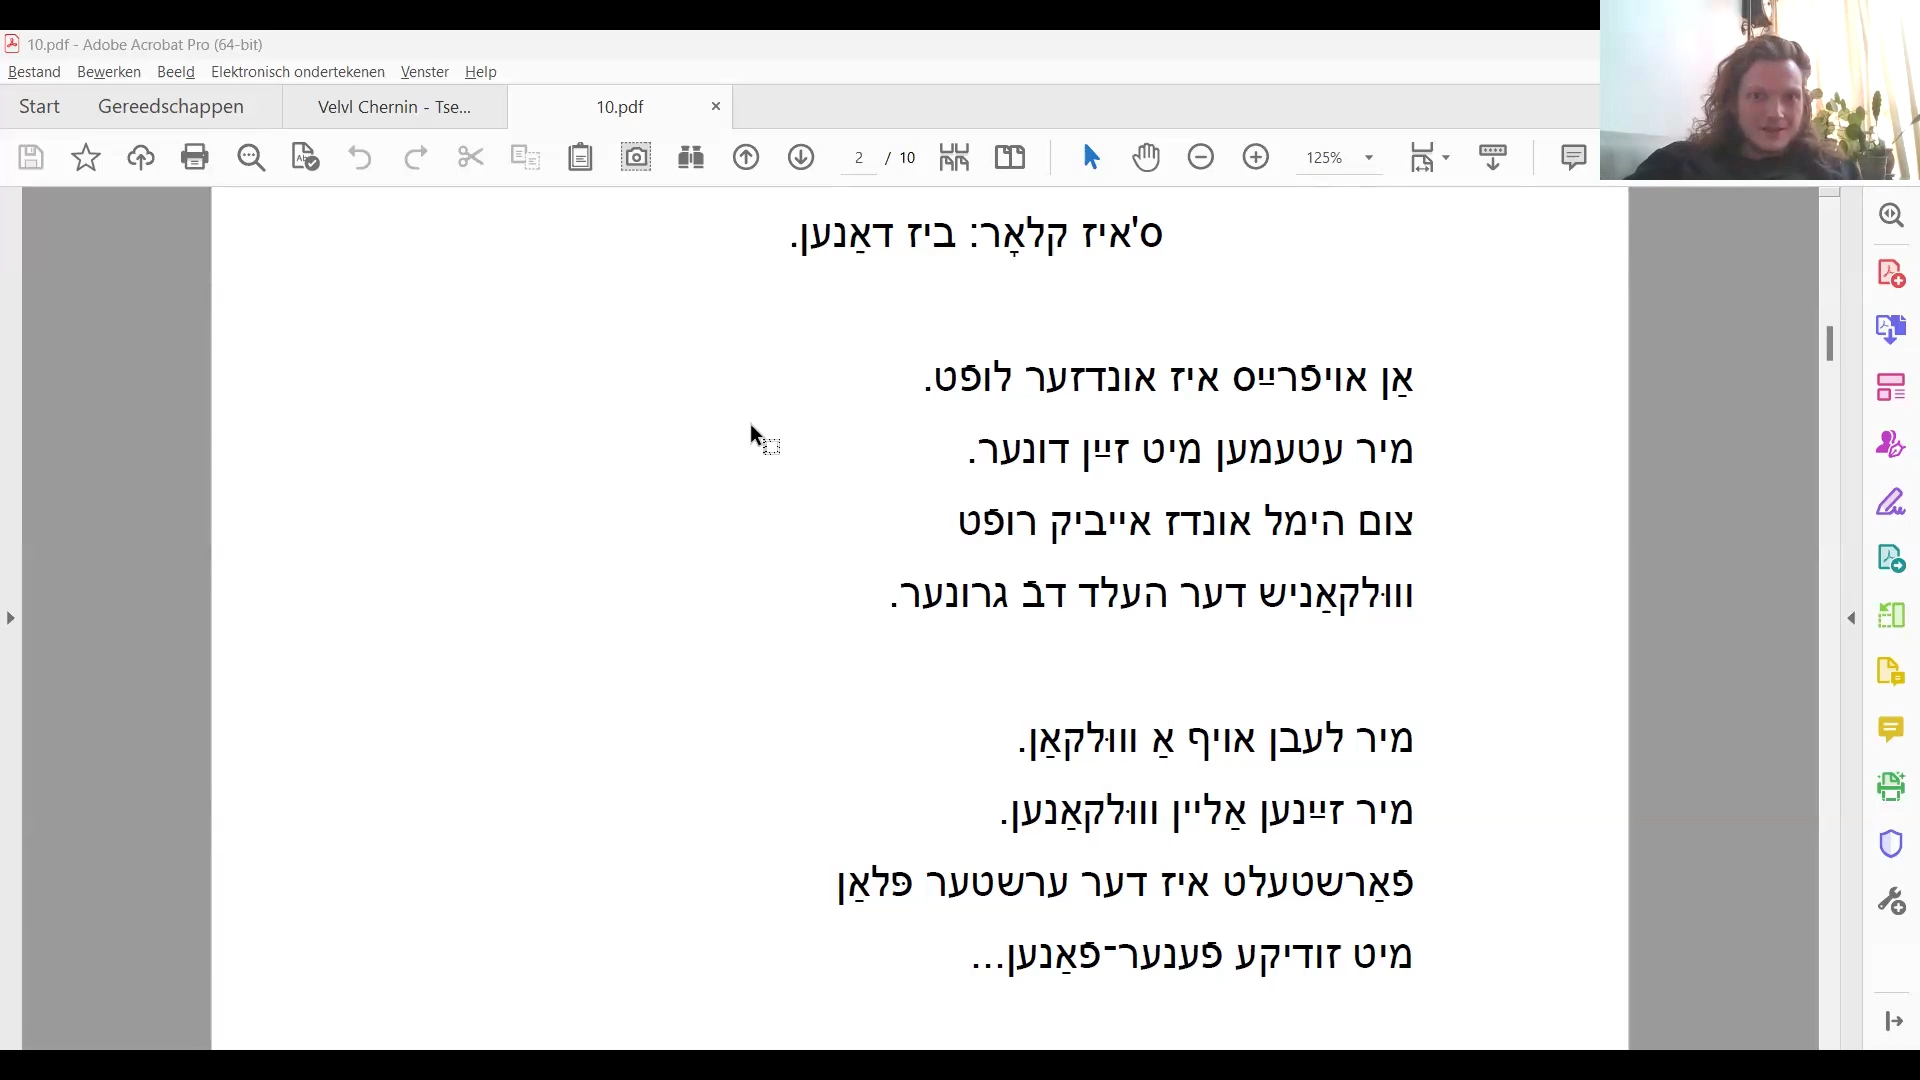 10.pdf - Adobe Acrobat Pro (64-bit)
Bestand Bewerken Beeld Elektronisch ondertekenen Venster Help
Start Gereedschappen Velvl Chernin - Tse... 10.pdf ×
2 / 10 125%
ס'איז קלאָר: ביז דאַנען.
אַן אויפֿרײַס איז אונדזער לופֿט.
מיר עטעמען מיט זײַן דונער.
צום הימל אונדז אייביק רופֿט
וווּלקאַניש דער העלד דבֿ גרונער.
מיר לעבן אויף אַ וווּלקאַן.
מיר זײַנען אַליין וווּלקאַנען.
פֿאַרשטעלט איז דער ערשטער פּלאַן
מיט זודיקע פֿענער־פֿאַנען...